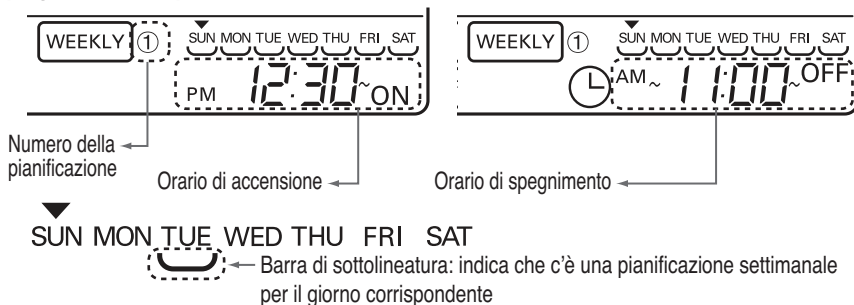 WEEKLY ① SUN MON TUE WED THU FRI SAT
PM 12:30~ON
WEEKLY ① SUN MON TUE WED THU FRI SAT
AM~ 11:00~OFF
Numero della
pianificazione
Orario di accensione
Orario di spegnimento
SUN MON TUE WED THU FRI SAT
Barra di sottolineatura: indica che c'è una pianificazione settimanale
per il giorno corrispondente